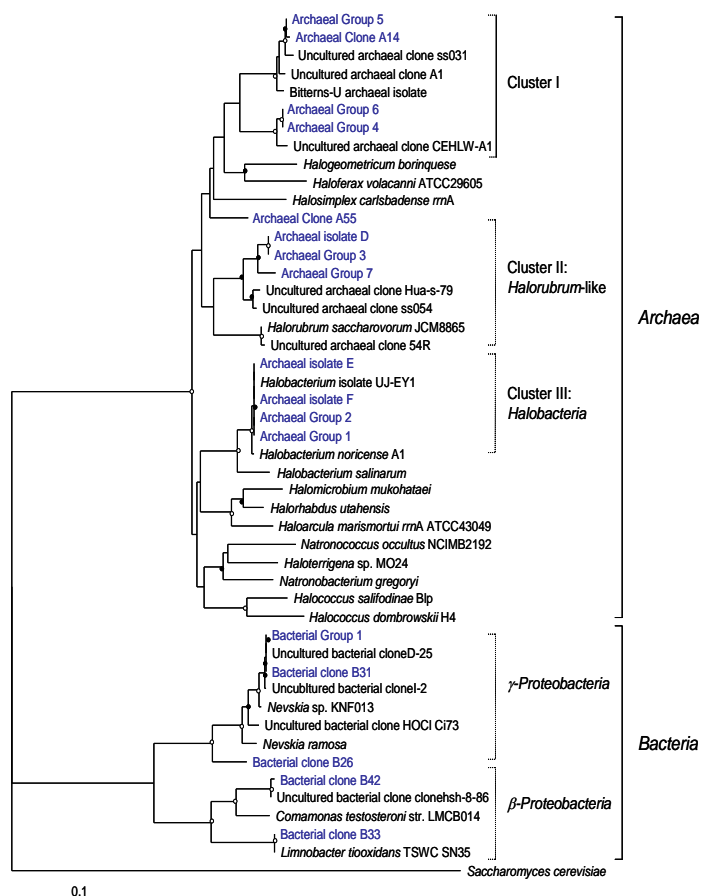 Archaeal Group 5
Archaeal Clone A14
Uncultured archaeal clone ss031
Uncultured archaeal clone A1
Bitterns-U archaeal isolate
Cluster I
Archaeal Group 6
Archaeal Group 4
Uncultured archaeal clone CEHLW-A1
Halogeometricum borinquese
Haloferax volacanni ATCC29605
Halosimplex carlsbadense rrnA
Archaeal Clone A55
Archaeal isolate D
Archaeal Group 3
Archaeal Group 7
Cluster II:
Halorubrum-like
Uncultured archaeal clone Hua-s-79
Uncultured archaeal clone ss054
Halorubrum saccharovorum JCM8865
Uncultured archaeal clone 54R
Archaea
Archaeal isolate E
Halobacterium isolate UJ-EY1
Archaeal isolate F
Archaeal Group 2
Archaeal Group 1
Cluster III:
Halobacteria
Halobacterium noricense A1
Halobacterium salinarum
Halomicrobium mukohataei
Halorhabdus utahensis
Haloarcula marismortui rrnA ATCC43049
Natronococcus occultus NCIMB2192
Haloterrigena sp. MO24
Natronobacterium gregoryi
Halococcus salifodinae Blp
Halococcus dombrowskii H4
Bacterial Group 1
Uncultured bacterial cloneD-25
Bacterial clone B31
Uncubltured bacterial cloneI-2
γ-Proteobacteria
Nevskia sp. KNF013
Uncultured bacterial clone HOCI Ci73
Nevskia ramosa
Bacteria
Bacterial clone B26
Bacterial clone B42
Uncultured bacterial clone clonehsh-8-86
β-Proteobacteria
Comamonas testosteroni str. LMCB014
Bacterial clone B33
Limnobacter tiooxidans TSWC SN35
Saccharomyces cerevisiae
0.1